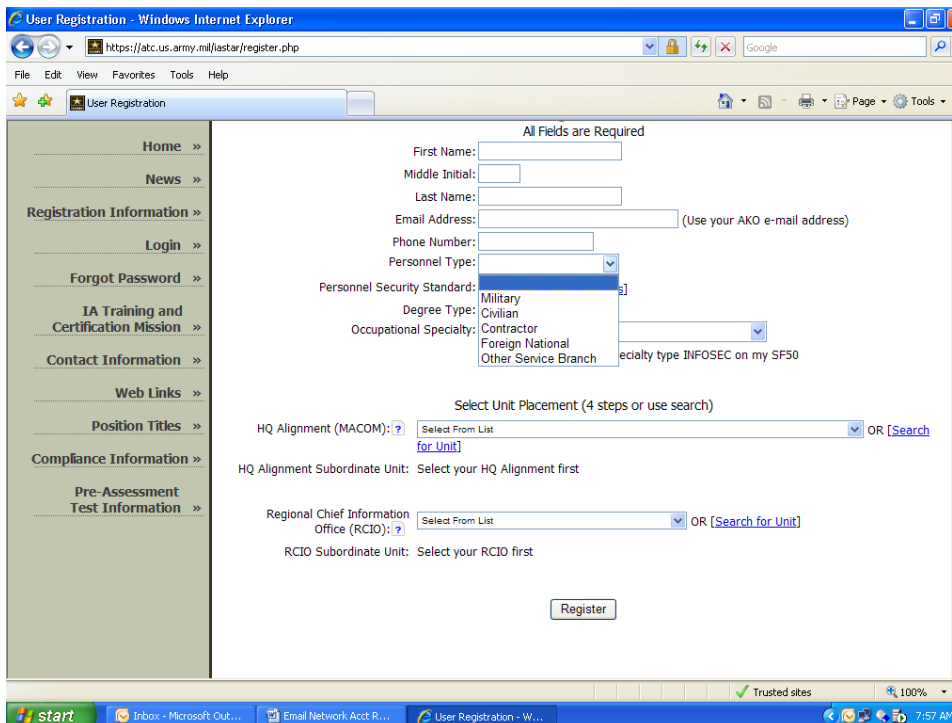 User Registration - Windows Internet Explorer
https://atc.us.army.mil/iastar/register.php
Google
File Edit View Favorites Tools Help
User Registration
Page Tools
Home »
News »
Registration Information »
Login »
Forgot Password »
IA Training and
Certification Mission »
Contact Information »
Web Links »
Position Titles »
Compliance Information »
Pre-Assessment
Test Information »
All Fields are Required
First Name:
Middle Initial:
Last Name:
Email Address: (Use your AKO e-mail address)
Phone Number:
Personnel Type:
Personnel Security Standard:
Military
Degree Type: Civilian
Occupational Specialty: Contractor
Foreign National
Other Service Branch
type INFOSEC on my SF50
Select Unit Placement (4 steps or use search)
HQ Alignment (MACOM): ? Select From List OR [Search
for Unit]
HQ Alignment Subordinate Unit: Select your HQ Alignment first
Regional Chief Information
Office (RCIO): ? Select From List OR [Search for Unit]
RCIO Subordinate Unit: Select your RCIO first
Register
Trusted sites 100%
start Inbox - Microsoft Out... Email Network Acct R... User Registration - W... 7:57 AM